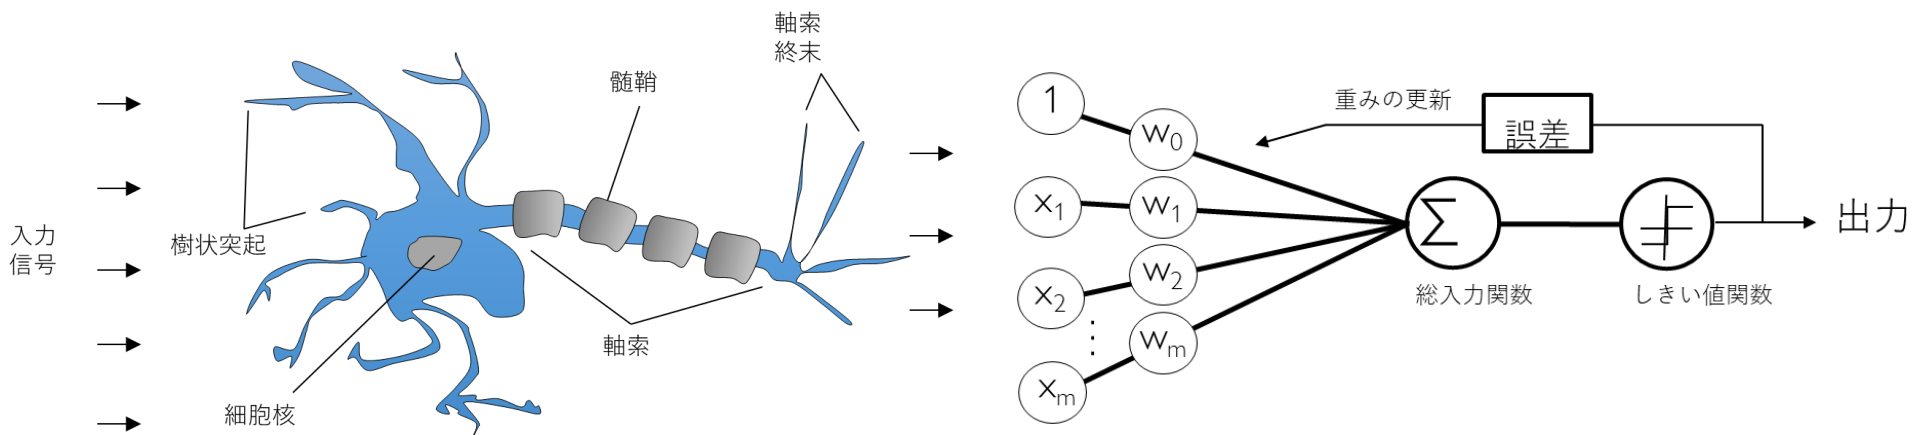 入力
信号
樹状突起
細胞核
髄鞘
軸索
軸索
終末
1
x1
x2
xm
w0
w1
w2
wm
重みの更新
誤差
Σ
総入力関数
しきい値関数
出力